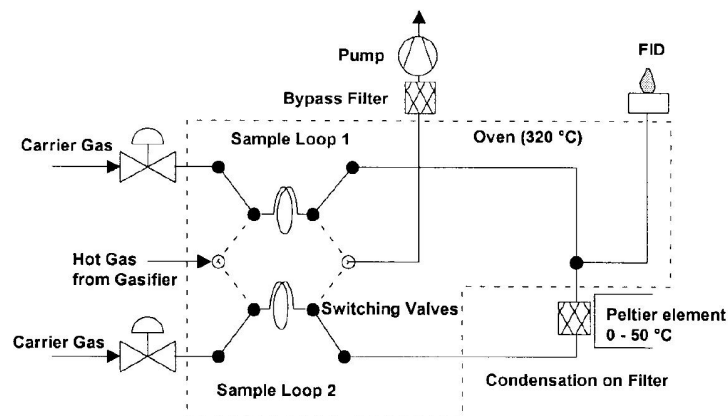 Pump
FID
Bypass Filter
Carrier Gas
Sample Loop 1
Oven (320 °C)
Hot Gas
from Gasifier
Switching Valves
Peltier element
0 - 50 °C
Carrier Gas
Sample Loop 2
Condensation on Filter